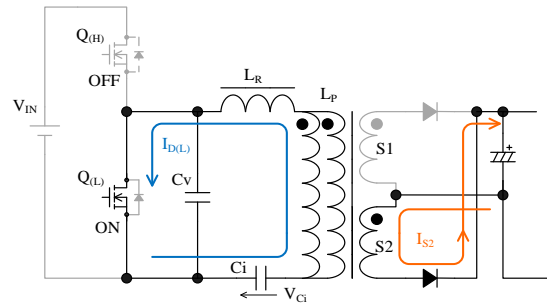 Q(H)
OFF
VIN
LR
LP
ID(L)
S1
Q(L)
Cv
ON
S2
IS2
Ci
VCi
+